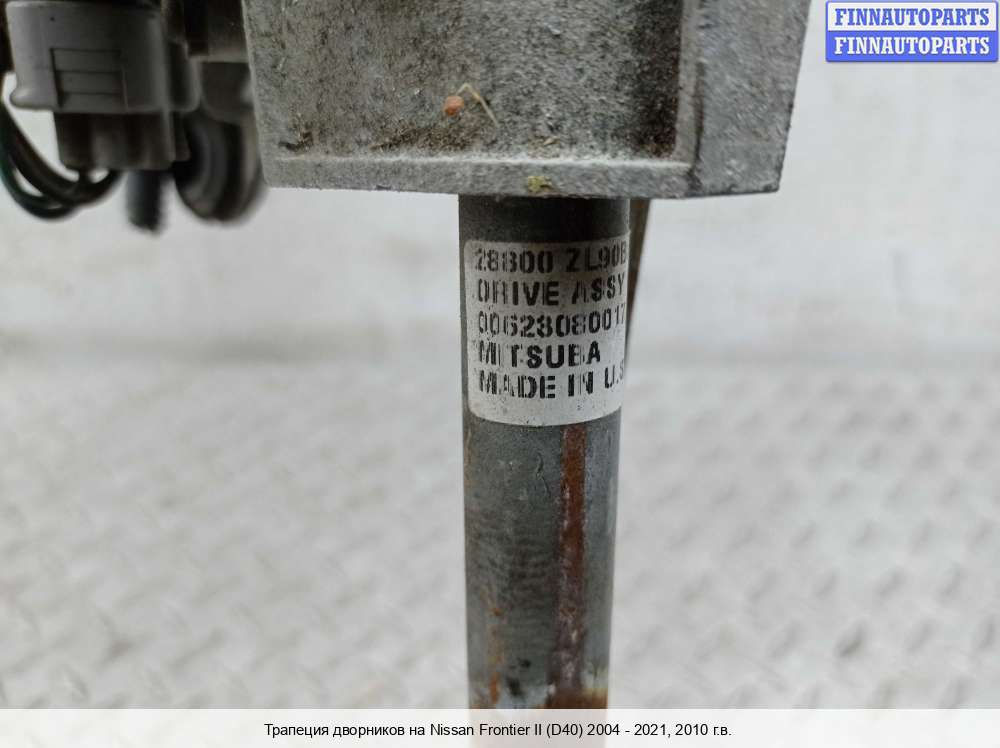 FINNAUTOPARTS
FINNAUTOPARTS
28800 ZL90B
DRIVE ASSY
00628080017
MITSUBA
MADE IN U.S
Трапеция дворников на Nissan Frontier II (D40) 2004 - 2021, 2010 г.в.